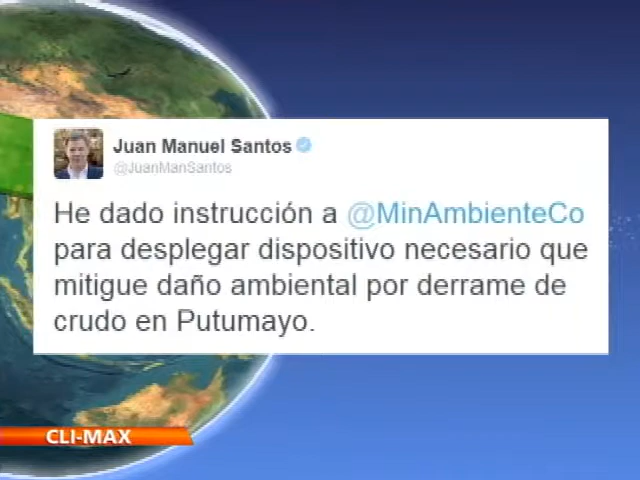 Juan Manuel Santos
@JuanManSantos
He dado instrucción a @MinAmbienteCo
para desplegar dispositivo necesario que
mitigue daño ambiental por derrame de
crudo en Putumayo.
CLI-MAX